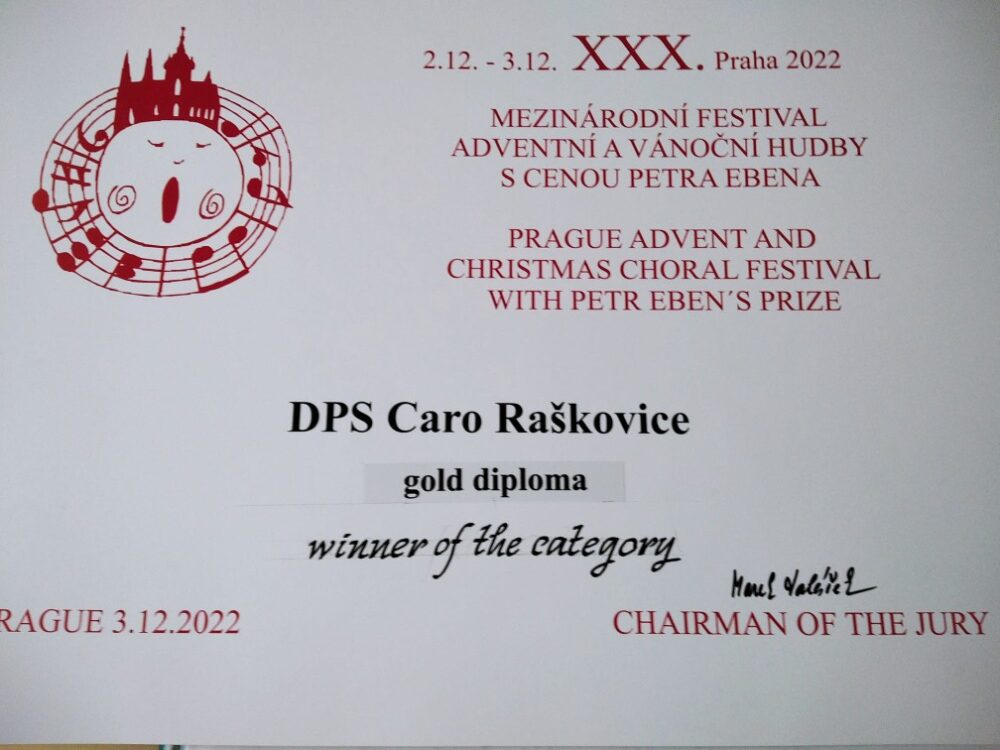 2.12. - 3.12. XXX. Praha 2022
MEZINÁRODNÍ FESTIVAL
ADVENTNÍ A VÁNOČNÍ HUDBY
S CENOU PETRA EBENA
PRAGUE ADVENT AND
CHRISTMAS CHORAL FESTIVAL
WITH PETR EBEN´S PRIZE
DPS Caro Raškovice
gold diploma
winner of the category
RAGUE 3.12.2022
CHAIRMAN OF THE JURY